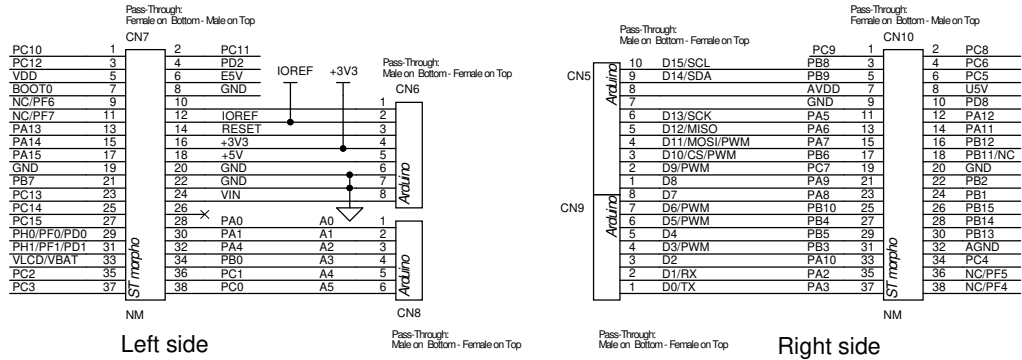 Pass-Through:
Female on Bottom - Male on Top
CN7
PC10 1 2 PC11
PC12 3 4 PD2
VDD 5 6 E5V
BOOT0 7 8 GND
NC/PF6 9 10
NC/PF7 11 12 IOREF
PA13 13 14 RESET
PA14 15 16 +3V3
PA15 17 18 +5V
GND 19 20 GND
PB7 21 22 GND
PC13 23 24 VIN
PC14 25 26
PC15 27 28 PA0 A0
PH0/PF0/PD0 29 30 PA1 A1
PH1/PF1/PD1 31 32 PA4 A2
VLCD/VBAT 33 34 PB0 A3
PC2 35 36 PC1 A4
PC3 37 38 PC0 A5
ST morpho
NM
IOREF
+3V3
Pass-Through:
Male on Bottom - Female on Top
CN6
1
2
3
4
5
6
7
8
Arduino
1
2
3
4
5
6
Arduino
CN8
Pass-Through:
Male on Bottom - Female on Top
Left side
Pass-Through:
Male on Bottom - Female on Top
CN5
Arduino
10 D15/SCL
9 D14/SDA
8
7
6 D13/SCK
5 D12/MISO
4 D11/MOSI/PWM
3 D10/CS/PWM
2 D9/PWM
1 D8
CN9
Arduino
8 D7
7 D6/PWM
6 D5/PWM
5 D4
4 D3/PWM
3 D2
2 D1/RX
1 D0/TX
Pass-Through:
Male on Bottom - Female on Top
Pass-Through:
Female on Bottom - Male on Top
CN10
PC9 1 2 PC8
PB8 3 4 PC6
PB9 5 6 PC5
AVDD 7 8 U5V
GND 9 10 PD8
PA5 11 12 PA12
PA6 13 14 PA11
PA7 15 16 PB12
PB6 17 18 PB11/NC
PC7 19 20 GND
PA9 21 22 PB2
PA8 23 24 PB1
PB10 25 26 PB15
PB4 27 28 PB14
PB5 29 30 PB13
PB3 31 32 AGND
PA10 33 34 PC4
PA2 35 36 NC/PF5
PA3 37 38 NC/PF4
ST morpho
NM
Right side